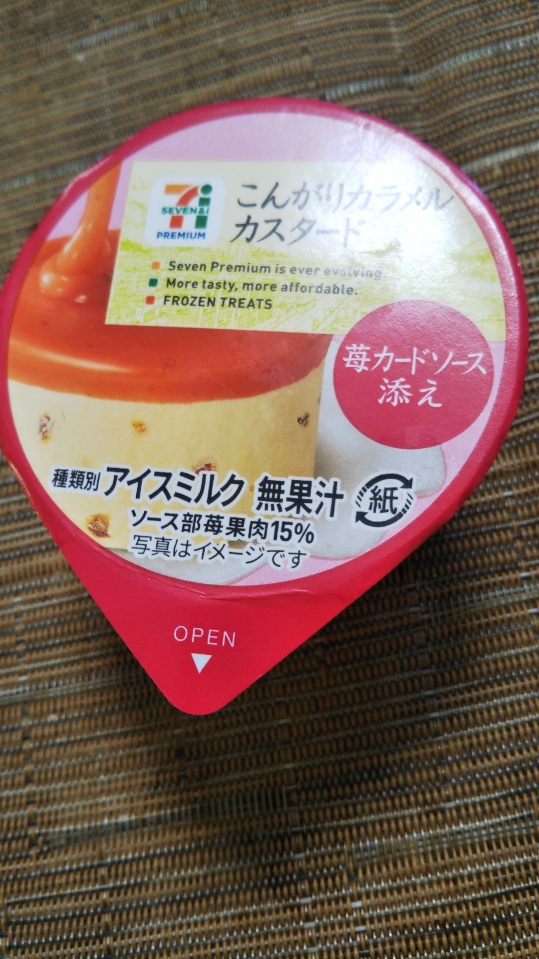 SEVEN&i
PREMIUM
こんがりカラメル
カスタード
Seven Premium is ever evolving.
More tasty, more affordable.
FROZEN TREATS
苺カードソース
添え
種類別 アイスミルク 無果汁
紙
ソース部苺果肉15%
写真はイメージです
OPEN